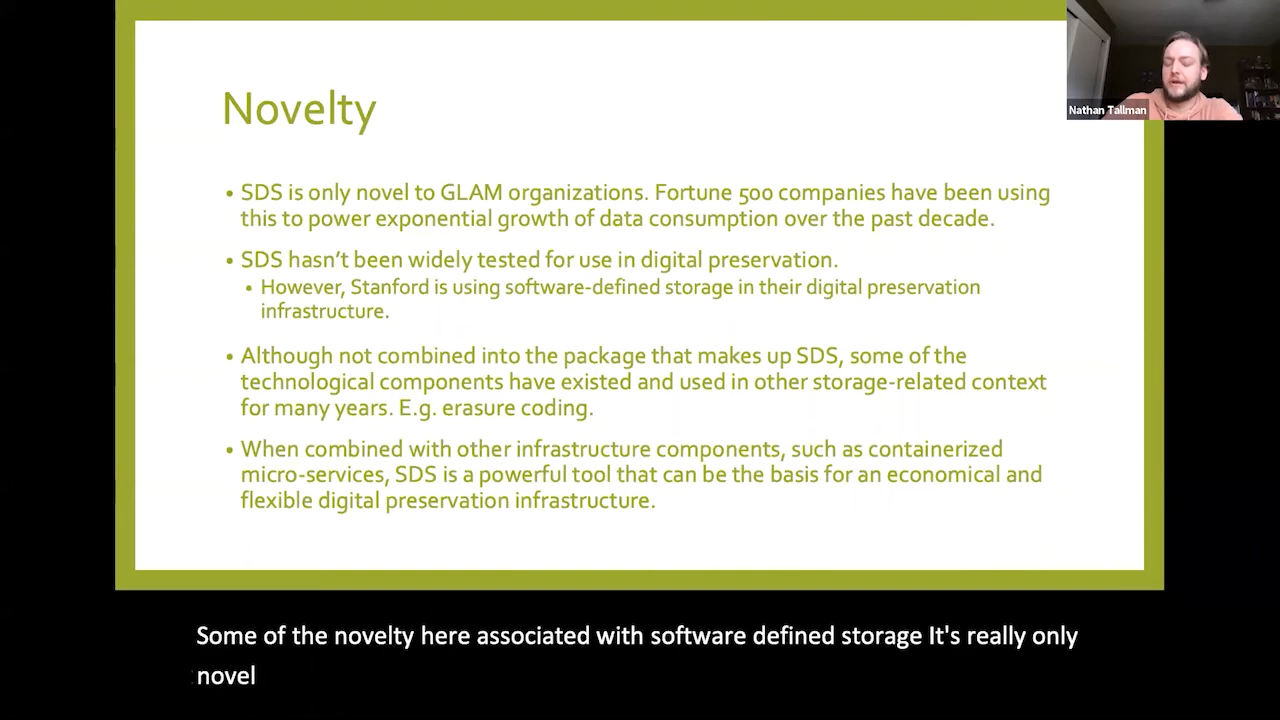 Novelty
Nathan Tallman
• SDS is only novel to GLAM organizations. Fortune 500 companies have been using
this to power exponential growth of data consumption over the past decade.
• SDS hasn't been widely tested for use in digital preservation.
• However, Stanford is using software-defined storage in their digital preservation
infrastructure.
• Although not combined into the package that makes up SDS, some of the
technological components have existed and used in other storage-related context
for many years. E.g. erasure coding.
• When combined with other infrastructure components, such as containerized
micro-services, SDS is a powerful tool that can be the basis for an economical and
flexible digital preservation infrastructure.
Some of the novelty here associated with software defined storage It's really only
novel